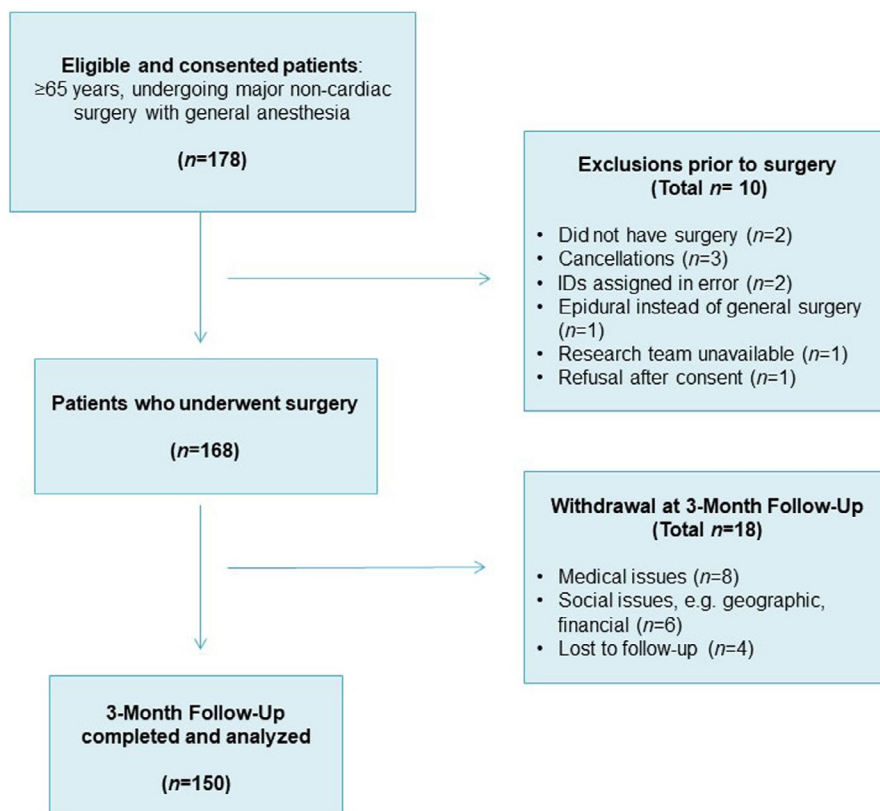 Eligible and consented patients:
≥65 years, undergoing major non-cardiac
surgery with general anesthesia
(n=178)
Exclusions prior to surgery
(Total n= 10)
• Did not have surgery (n=2)
• Cancellations (n=3)
• IDs assigned in error (n=2)
• Epidural instead of general surgery
(n=1)
• Research team unavailable (n=1)
• Refusal after consent (n=1)
Patients who underwent surgery
(n=168)
Withdrawal at 3-Month Follow-Up
(Total n=18)
• Medical issues (n=8)
• Social issues, e.g. geographic,
financial (n=6)
• Lost to follow-up (n=4)
3-Month Follow-Up
completed and analyzed
(n=150)